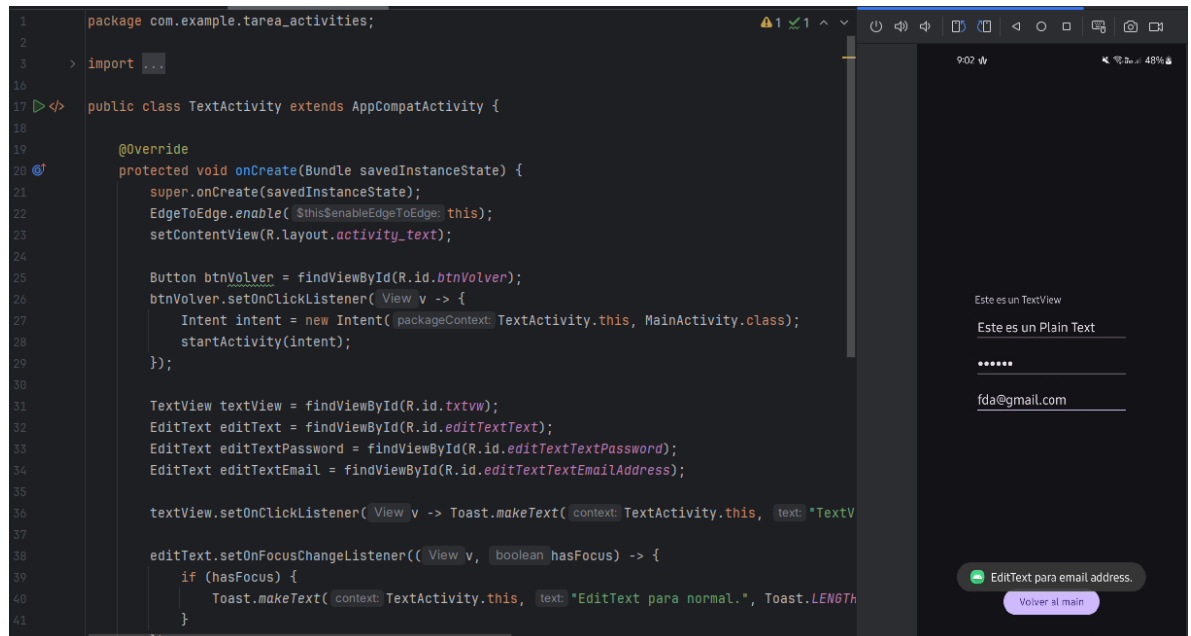 1 package com.example.tarea_activities;
⚠1 ✓1
2
3 import ...
16
17 public class TextActivity extends AppCompatActivity {
18
19 @Override
20 protected void onCreate(Bundle savedInstanceState) {
21 super.onCreate(savedInstanceState);
22 EdgeToEdge.enable( $this$enableEdgeToEdge: this);
23 setContentView(R.layout.activity_text);
24
25 Button btnVolver = findViewById(R.id.btnVolver);
26 btnVolver.setOnClickListener( View v -> {
27 Intent intent = new Intent( packageContext: TextActivity.this, MainActivity.class);
28 startActivity(intent);
29 });
30
31 TextView textView = findViewById(R.id.txtvw);
32 EditText editText = findViewById(R.id.editTextText);
33 EditText editTextPassword = findViewById(R.id.editTextTextPassword);
34 EditText editTextEmail = findViewById(R.id.editTextTextEmailAddress);
35
36 textView.setOnClickListener( View v -> Toast.makeText( context: TextActivity.this, text: "TextV
37
38 editText.setOnFocusChangeListener(( View v, boolean hasFocus) -> {
39 if (hasFocus) {
40 Toast.makeText( context: TextActivity.this, text: "EditText para normal.", Toast.LENGTH
41 }
9:02 48%
Este es un TextView
Este es un Plain Text
••••••
fda@gmail.com
EditText para email address.
Volver al main